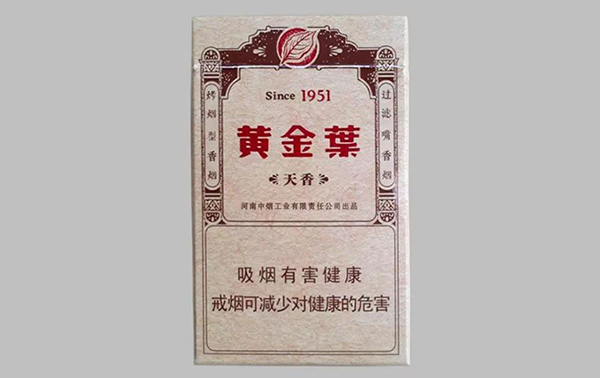 Since 1951
烤烟型香烟
过滤嘴香烟
黄金葉
天香
河南中烟工业有限责任公司出品
吸烟有害健康
戒烟可减少对健康的危害